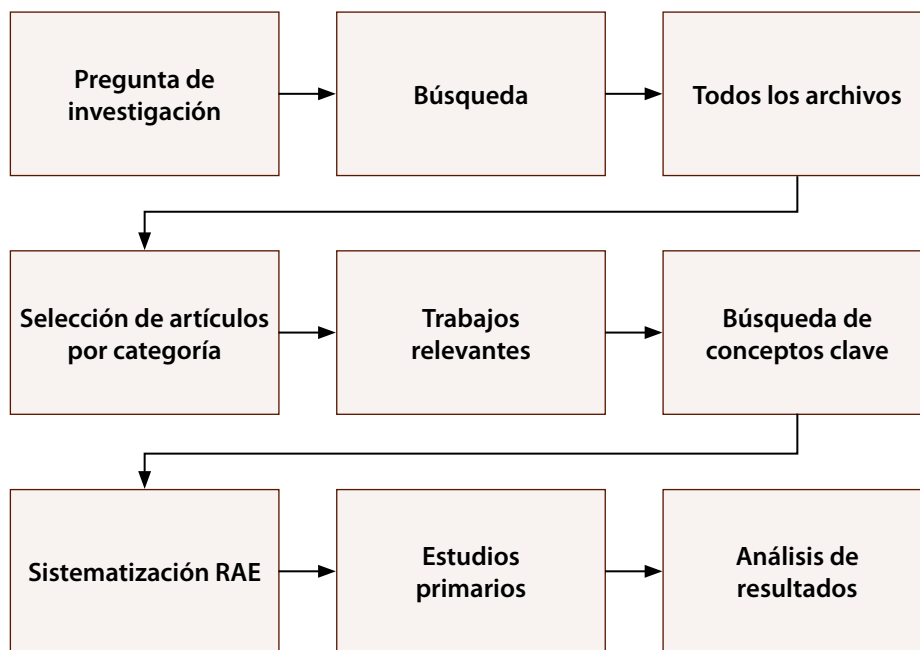 Pregunta de
investigación
Búsqueda
Todos los archivos
Selección de artículos
por categoría
Trabajos
relevantes
Búsqueda de
conceptos clave
Sistematización RAE
Estudios
primarios
Análisis de
resultados